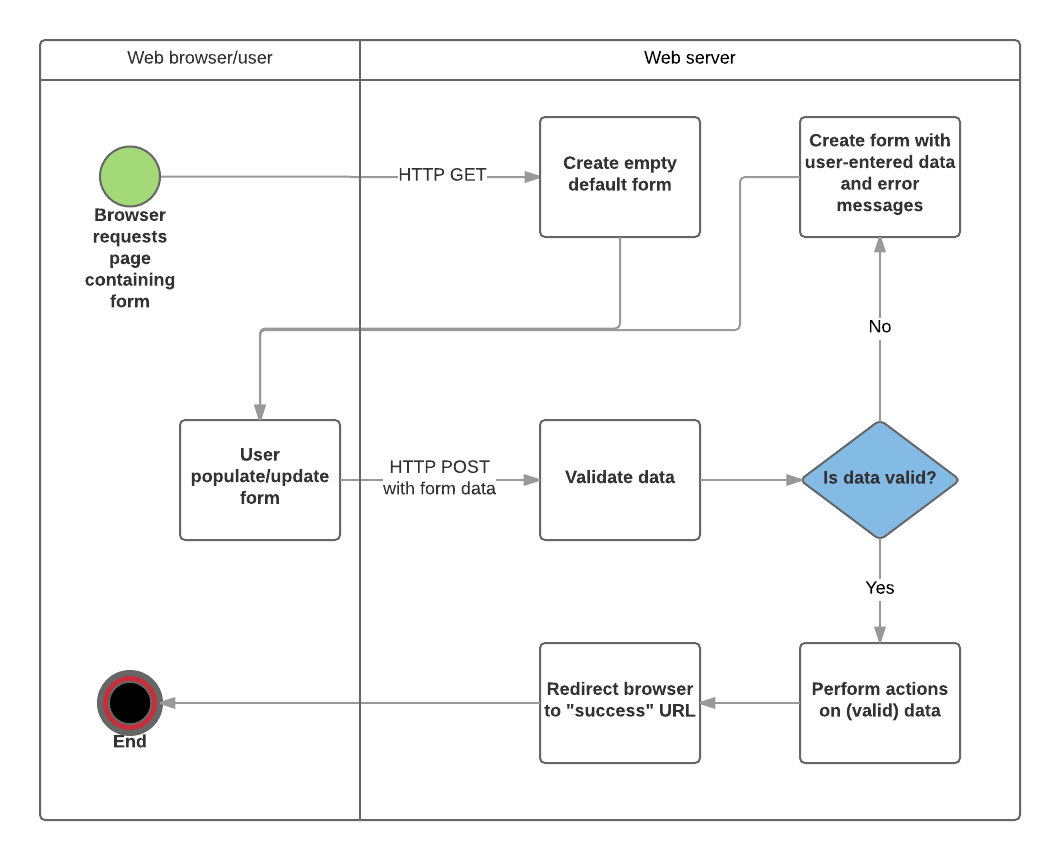 Web browser/user
Web server
Browser
requests
page
containing
form
HTTP GET
Create empty
default form
Create form with
user-entered data
and error
messages
No
User
populate/update
form
HTTP POST
with form data
Validate data
Is data valid?
Yes
Perform actions
on (valid) data
Redirect browser
to "success" URL
End